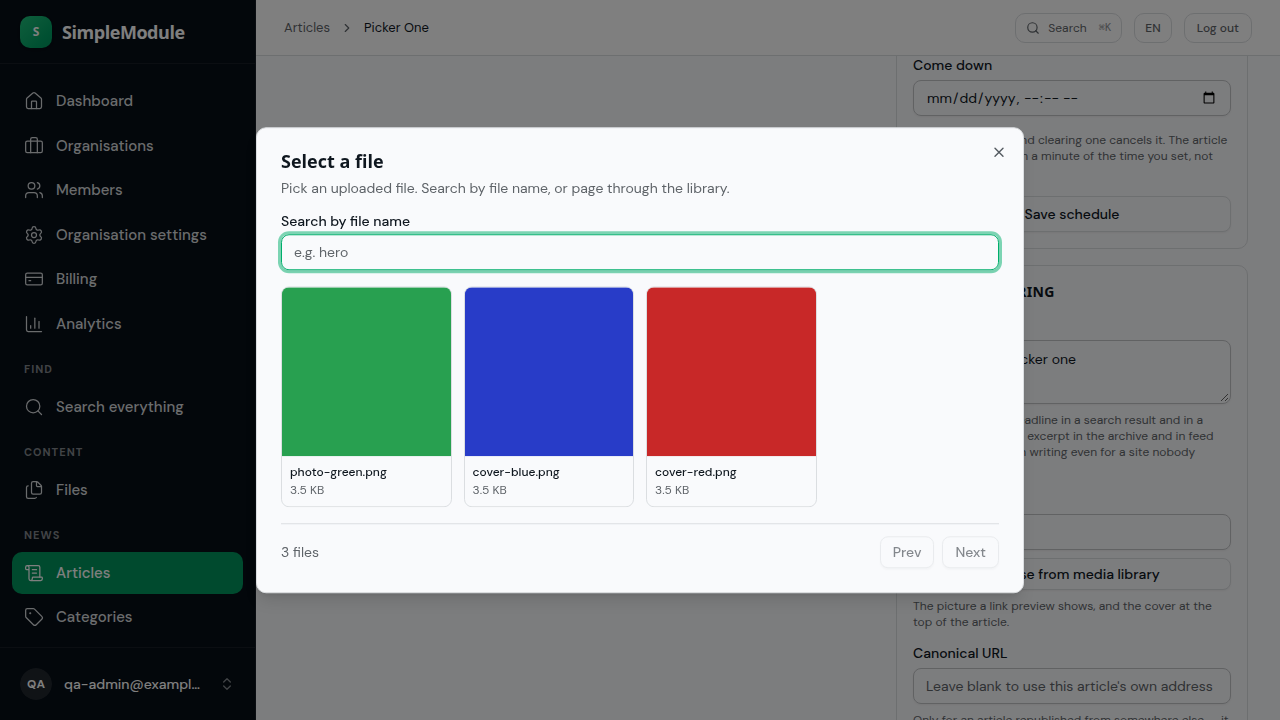 S
SimpleModule
Dashboard
Organisations
Members
Organisation settings
Billing
Analytics
FIND
Search everything
CONTENT
Files
NEWS
Articles
Categories
QA
qa-admin@exampl…
Articles
Picker One
Search ⌘K
EN
Log out
Come down
mm/dd/yyyy, --:-- --
nd clearing one cancels it. The article
n a minute of the time you set, not
Save schedule
Select a file
Pick an uploaded file. Search by file name, or page through the library.
Search by file name
e.g. hero
photo-green.png
3.5 KB
cover-blue.png
3.5 KB
cover-red.png
3.5 KB
3 files
Prev
Next
RING
cker one
adline in a search result and in a
excerpt in the archive and in feed
n writing even for a site nobody
se from media library
The picture a link preview shows, and the cover at the
top of the article.
Canonical URL
Leave blank to use this article's own address